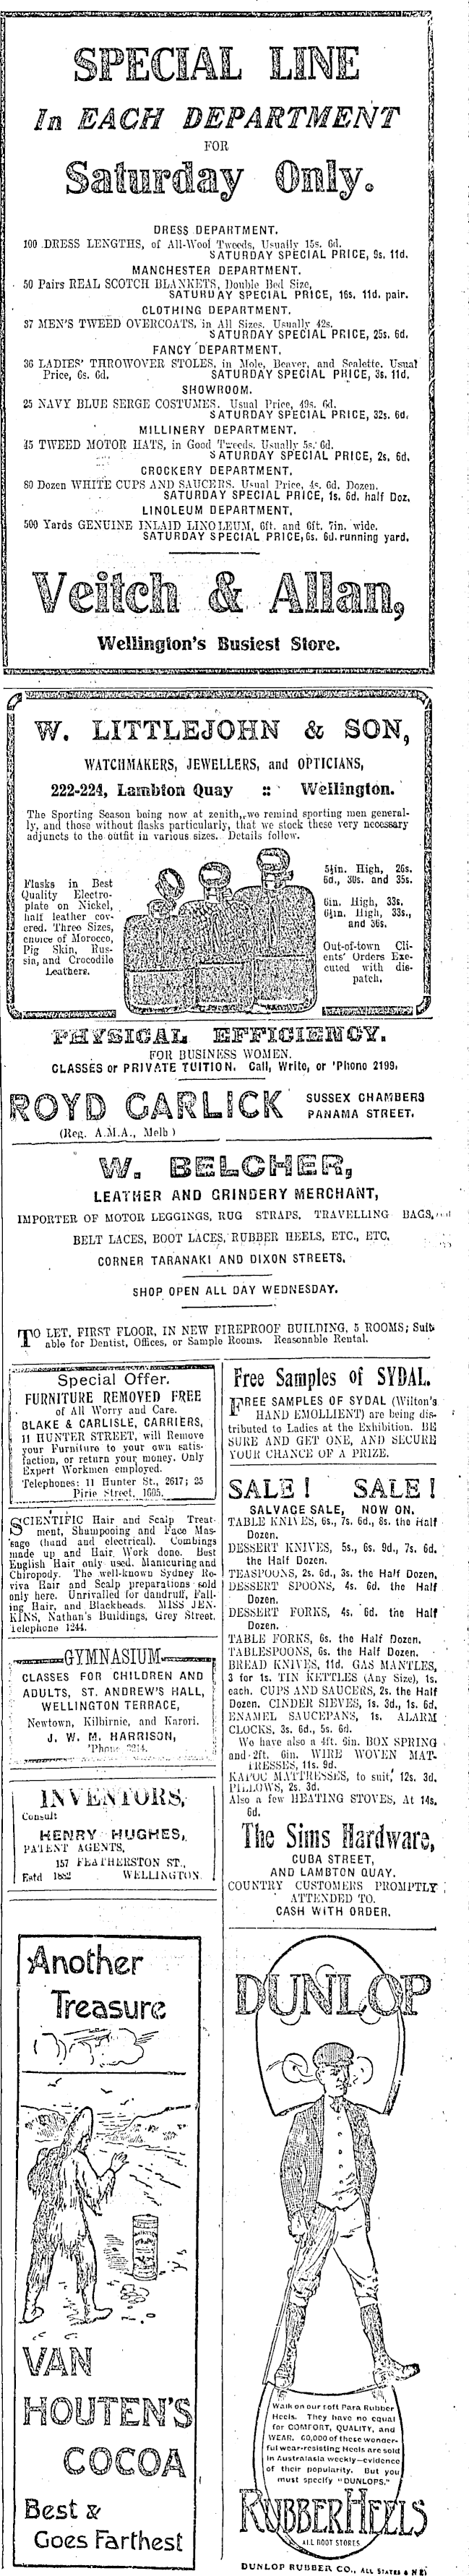 SPECIAL LINE
In EACH DEPARTMENT
FOR
Saturday Only.
DRESS DEPARTMENT.
100 DRESS LENGTHS, of All-Wool Tweeds, Usually 15s. 6d.
SATURDAY SPECIAL PRICE, 9s. 11d.
MANCHESTER DEPARTMENT.
50 Pairs REAL SCOTCH BLANKETS, Double Bed Size,
SATURDAY SPECIAL PRICE, 16s. 11d. pair.
CLOTHING DEPARTMENT.
37 MEN'S TWEED OVERCOATS, in All Sizes. Usually 42s.
SATURDAY SPECIAL PRICE, 25s. 6d.
FANCY DEPARTMENT.
36 LADIES' THROWOVER STOLES, in Mole, Beaver, and Sealette. Usual
Price, 6s. 6d. SATURDAY SPECIAL PRICE, 3s. 11d.
SHOWROOM.
25 NAVY BLUE SERGE COSTUMES. Usual Price, 49s. 6d.
SATURDAY SPECIAL PRICE, 32s. 6d.
MILLINERY DEPARTMENT.
45 TWEED MOTOR HATS, in Good Tweeds. Usually 5s. 6d.
SATURDAY SPECIAL PRICE, 2s. 6d.
CROCKERY DEPARTMENT.
80 Dozen WHITE CUPS AND SAUCERS. Usual Price, 4s. 6d. Dozen.
SATURDAY SPECIAL PRICE, 1s. 6d. half Doz.
LINOLEUM DEPARTMENT.
500 Yards GENUINE INLAID LINOLEUM, 6ft. and 6ft. 7in. wide.
SATURDAY SPECIAL PRICE, 6s. 6d. running yard.
Veitch & Allan,
Wellington's Busiest Store.
W. LITTLEJOHN & SON,
WATCHMAKERS, JEWELLERS, and OPTICIANS,
222-224, Lambton Quay :: Wellington.
The Sporting Season being now at zenith, we remind sporting men general-
ly, and those without flasks particularly, that we stock these very necessary
adjuncts to the outfit in various sizes. Details follow.
Flasks in Best
Quality Electro-
plate on Nickel,
half leather cov-
ered. Three Sizes,
choice of Morocco,
Pig Skin, Rus-
sia, and Crocodile
Leathers.
5½in. High, 26s.
6d., 30s. and 35s.
6in. High, 33s.
6½in. High, 33s.,
and 36s.
Out-of-town Cli-
ents' Orders Exe-
cuted with dis-
patch.
PHYSICAL EFFICIENCY.
FOR BUSINESS WOMEN.
CLASSES or PRIVATE TUITION. Call, Write, or 'Phone 2199.
ROYD GARLICK
(Reg. A.M.A., Melb)
SUSSEX CHAMBERS
PANAMA STREET.
W. BELCHER,
LEATHER AND GRINDERY MERCHANT,
IMPORTER OF MOTOR LEGGINGS, RUG STRAPS, TRAVELLING BAGS,
BELT LACES, BOOT LACES, RUBBER HEELS, ETC., ETC.
CORNER TARANAKI AND DIXON STREETS.
SHOP OPEN ALL DAY WEDNESDAY.
TO LET, FIRST FLOOR, IN NEW FIREPROOF BUILDING, 5 ROOMS; Suit-
able for Dentist, Offices, or Sample Rooms. Reasonable Rental.
Special Offer.
FURNITURE REMOVED FREE
of All Worry and Care.
BLAKE & CARLISLE, CARRIERS,
11 HUNTER STREET, will Remove
your Furniture to your own satis-
faction, or return your money. Only
Expert Workmen employed.
Telephones: 11 Hunter St., 2617; 25
Pirie Street, 1605.
SCIENTIFIC Hair and Scalp Treat-
ment, Shampooing and Face Mas-
sage (hand and electrical). Combings
made up and Hair Work done. Best
English Hair only used. Manicuring and
Chiropody. The well-known Sydney Re-
viva Hair and Scalp preparations sold
only here. Unrivalled for dandruff, Fall-
ing Hair, and Blackheads. MISS JEN-
KINS, Nathan's Buildings, Grey Street.
Telephone 1244.
GYMNASIUM
CLASSES FOR CHILDREN AND
ADULTS, ST. ANDREW'S HALL,
WELLINGTON TERRACE,
Newtown, Kilbirnie, and Karori.
J. W. M. HARRISON,
'Phone
INVENTORS,
Consult
HENRY HUGHES,
PATENT AGENTS,
157 FEATHERSTON ST.,
Estd 1882 WELLINGTON
Another
Treasure
VAN
HOUTEN'S
COCOA
Best &
Goes Farthest
Free Samples of SYDAL.
FREE SAMPLES OF SYDAL (Wilton's
HAND EMOLLIENT) are being dis-
tributed to Ladies at the Exhibition. BE
SURE AND GET ONE, AND SECURE
YOUR CHANCE OF A PRIZE.
SALE! SALE!
SALVAGE SALE, NOW ON.
TABLE KNIVES, 6s., 7s. 6d., 8s. the Half
Dozen.
DESSERT KNIVES, 5s., 6s. 9d., 7s. 6d.
the Half Dozen.
TEASPOONS, 2s. 6d., 3s. the Half Dozen.
DESSERT SPOONS, 4s. 6d. the Half
Dozen.
DESSERT FORKS, 4s. 6d. the Half
Dozen.
TABLE FORKS, 6s. the Half Dozen.
TABLESPOONS, 6s. the Half Dozen.
BREAD KNIVES, 11d. GAS MANTLES,
3 for 1s. TIN KETTLES (Any Size), 1s.
each. CUPS AND SAUCERS, 2s. the Half
Dozen. CINDER SIEVES, 1s. 3d., 1s. 6d.
ENAMEL SAUCEPANS, 1s. ALARM
CLOCKS, 3s. 6d., 5s. 6d.
We have also a 4ft. 6in. BOX SPRING
and 2ft. 6in. WIRE WOVEN MAT-
TRESSES, 11s. 9d.
KAPOC MATTRESSES, to suit, 12s. 3d.
PILLOWS, 2s. 3d.
Also a few HEATING STOVES, At 14s.
6d.
The Sims Hardware,
CUBA STREET,
AND LAMBTON QUAY.
COUNTRY CUSTOMERS PROMPTLY
ATTENDED TO.
CASH WITH ORDER.
DUNLOP
Walk on our soft Para Rubber
Heels. They have no equal
for COMFORT, QUALITY, and
WEAR. 60,000 of these wonder-
ful wear-resisting Heels are sold
in Australasia weekly—evidence
of their popularity. But you
must specify "DUNLOPS."
RUBBER HEELS
ALL BOOT STORES
DUNLOP RUBBER CO., ALL STATES & N.Z.